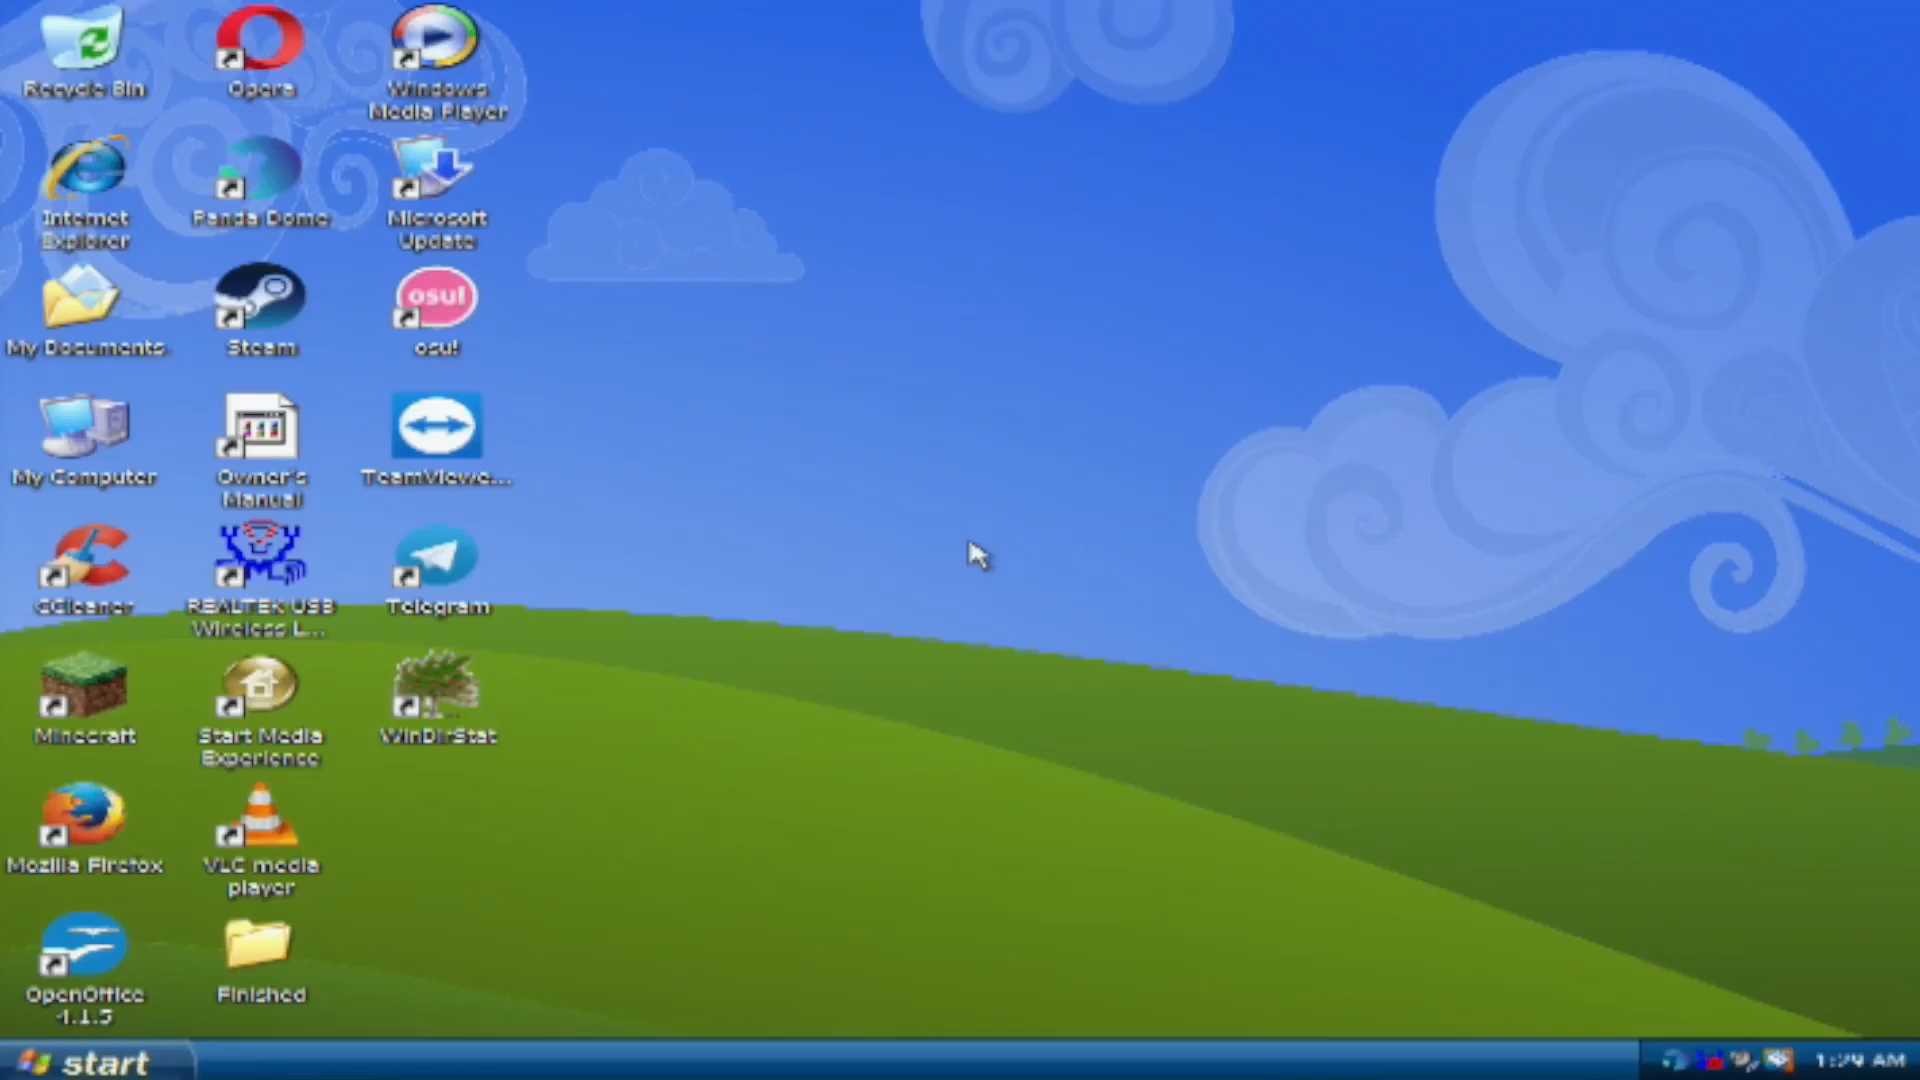 Recycle Bin
Opera
Windows
Media Player
Internet
Explorer
Panda Dome
Microsoft
Update
My Documents
Steam
osu!
osu!
My Computer
Owner's
Manual
TeamViewe...
CCleaner
REALTEK USB
Wireless L...
Telegram
Minecraft
Start Media
Experience
WinDirStat
Mozilla Firefox
VLC media
player
OpenOffice
4.1.5
Finished
start
1:29 AM